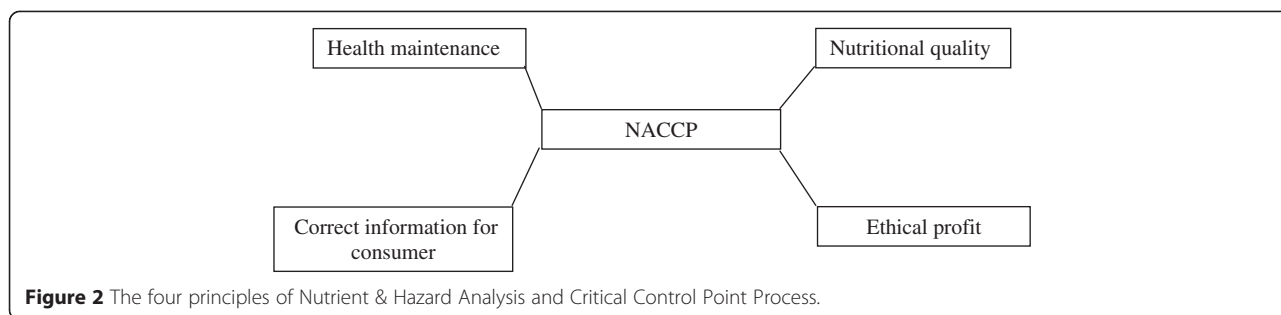 Health maintenance
Nutritional quality
NACCP
Correct information for
consumer
Ethical profit
Figure 2 The four principles of Nutrient & Hazard Analysis and Critical Control Point Process.